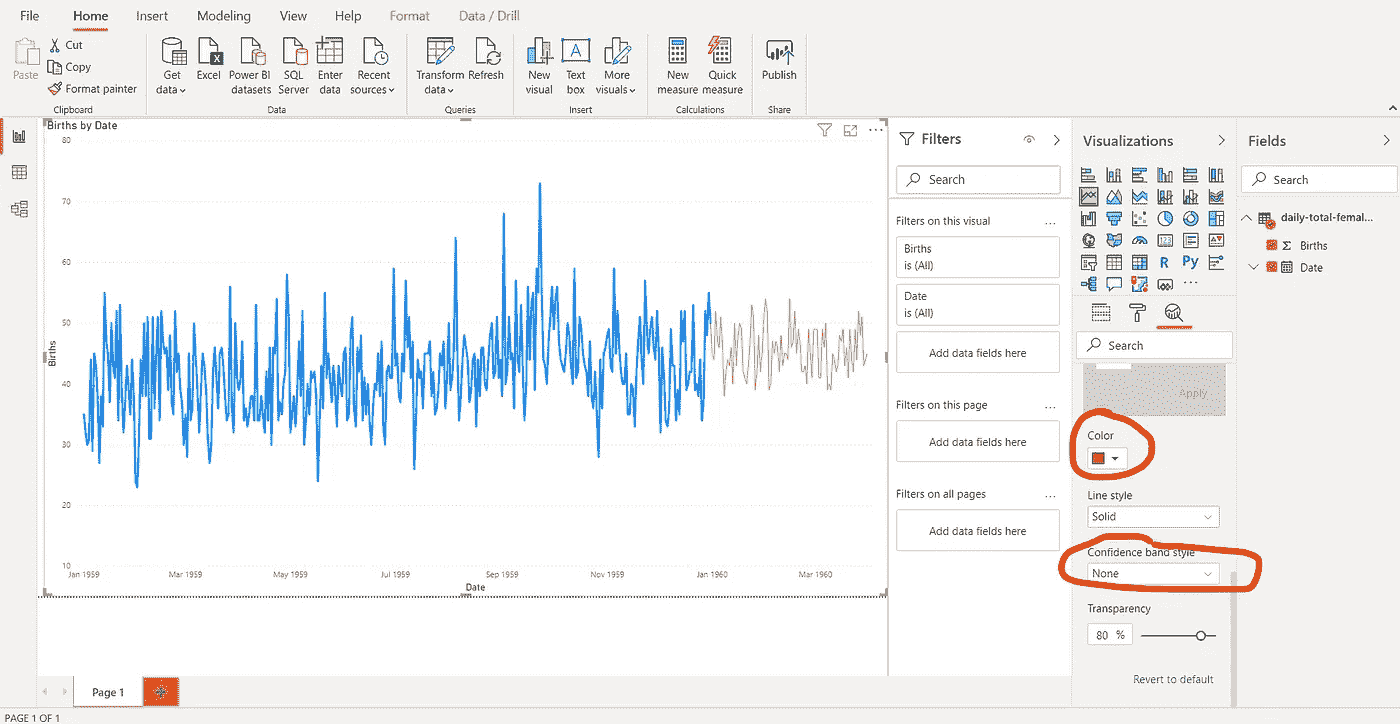 File Home Insert Modeling View Help Format Data / Drill
Paste
Cut
Copy
Format painter
Clipboard
Get data
Excel
Power BI datasets
SQL Server
Enter data
Recent sources
Data
Transform data
Refresh
Queries
New visual
Text box
More visuals
Insert
New measure
Quick measure
Calculations
Publish
Share
Births by Date
80
70
60
50
40
30
20
10
Births
Jan 1959 Mar 1959 May 1959 Jul 1959 Sep 1959 Nov 1959 Jan 1960 Mar 1960
Date
Filters
Search
Filters on this visual ...
Births
is (All)
Date
is (All)
Add data fields here
Filters on this page ...
Add data fields here
Filters on all pages ...
Add data fields here
Visualizations
R Py
123
...
Search
Apply
Color
Line style
Solid
Confidence band style
None
Transparency
80 %
Revert to default
Fields
Search
daily-total-femal...
Σ Births
Date
Page 1
PAGE 1 OF 1